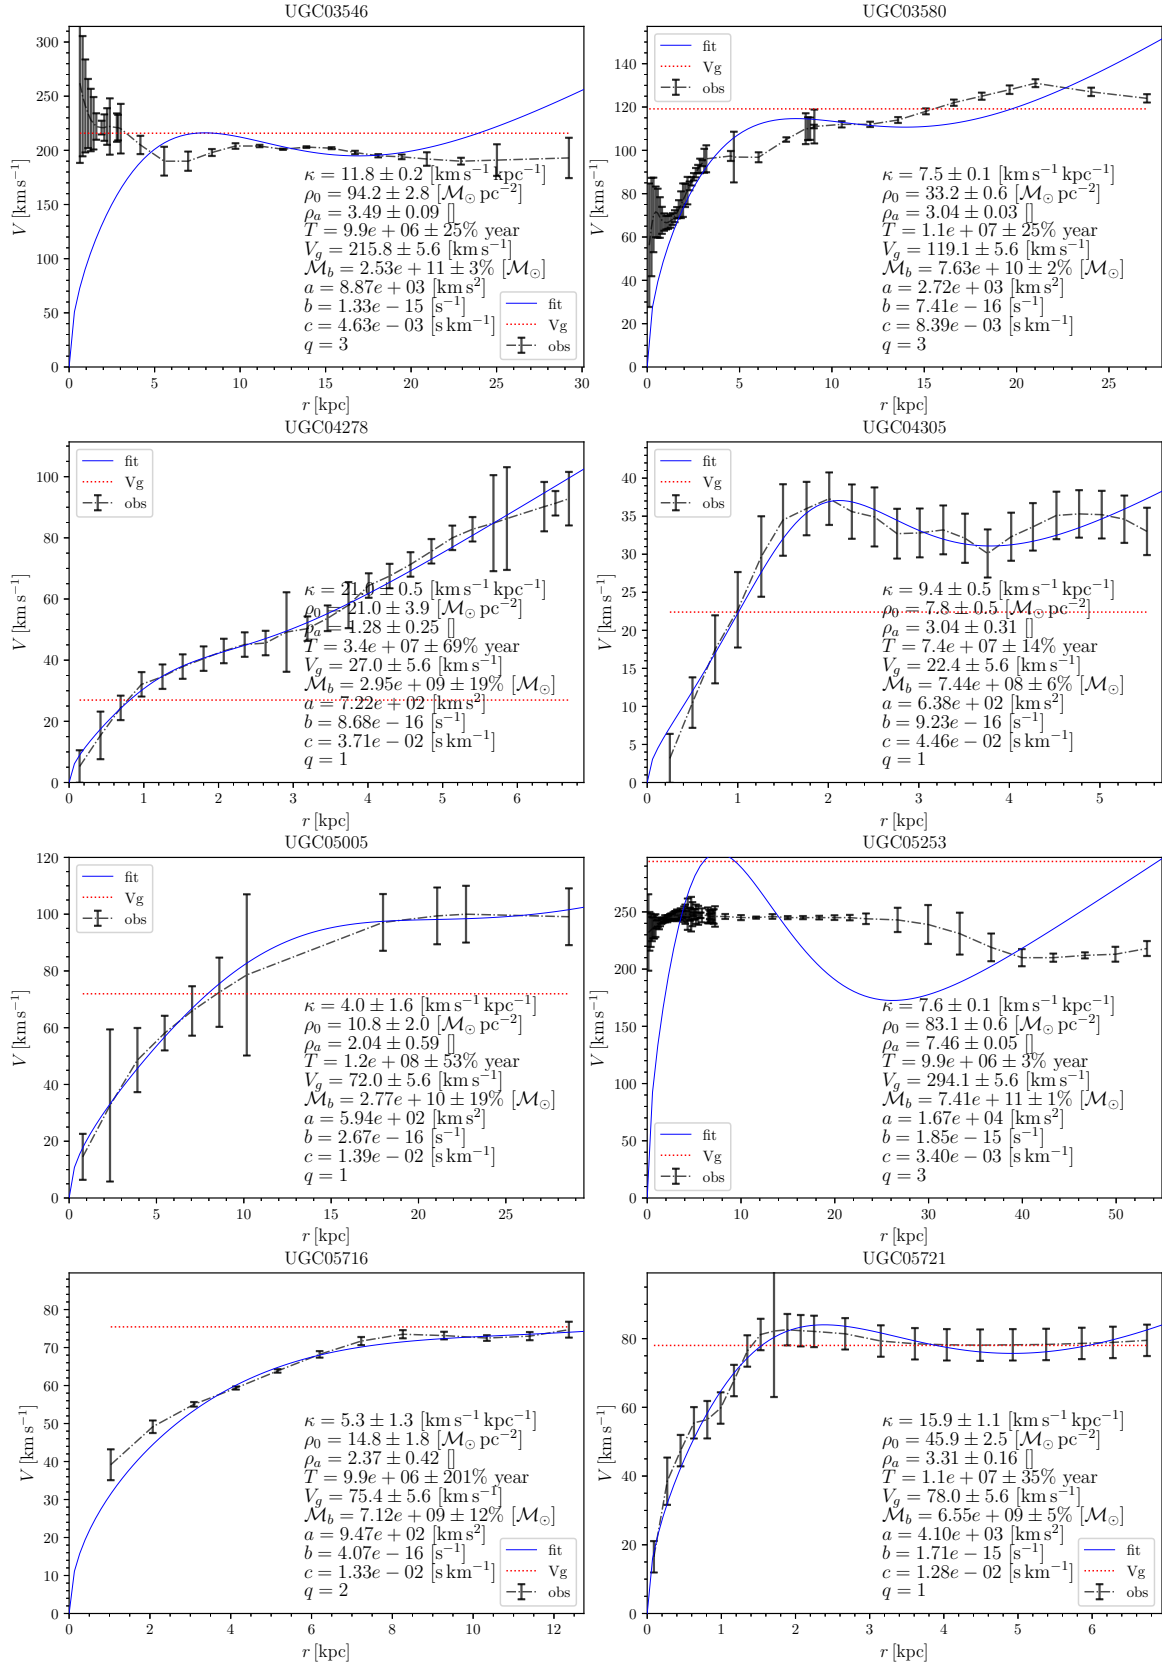 UGC03546
V [km s⁻¹]
300
250
200
150
100
50
0
κ = 11.8 ± 0.2 [km s⁻¹ kpc⁻¹]
ρ₀ = 94.2 ± 2.8 [ℳ⊙ pc⁻²]
ρₐ = 3.49 ± 0.09 []
T = 9.9e + 06 ± 25% year
V_g = 215.8 ± 5.6 [km s⁻¹]
ℳ_b = 2.53e + 11 ± 3% [ℳ⊙]
a = 8.87e + 03 [km s²]
b = 1.33e − 15 [s⁻¹]
c = 4.63e − 03 [s km⁻¹]
q = 3
fit
Vg
obs
0 5 10 15 20 25 30
r [kpc]
UGC03580
V [km s⁻¹]
140
120
100
80
60
40
20
0
fit
Vg
obs
κ = 7.5 ± 0.1 [km s⁻¹ kpc⁻¹]
ρ₀ = 33.2 ± 0.6 [ℳ⊙ pc⁻²]
ρₐ = 3.04 ± 0.03 []
T = 1.1e + 07 ± 25% year
V_g = 119.1 ± 5.6 [km s⁻¹]
ℳ_b = 7.63e + 10 ± 2% [ℳ⊙]
a = 2.72e + 03 [km s²]
b = 7.41e − 16 [s⁻¹]
c = 8.39e − 03 [s km⁻¹]
q = 3
0 5 10 15 20 25
r [kpc]
UGC04278
V [km s⁻¹]
100
80
60
40
20
0
fit
Vg
obs
κ = 21.0 ± 0.5 [km s⁻¹ kpc⁻¹]
ρ₀ = 21.0 ± 3.9 [ℳ⊙ pc⁻²]
ρₐ = 1.28 ± 0.25 []
T = 3.4e + 07 ± 69% year
V_g = 27.0 ± 5.6 [km s⁻¹]
ℳ_b = 2.95e + 09 ± 19% [ℳ⊙]
a = 7.22e + 02 [km s²]
b = 8.68e − 16 [s⁻¹]
c = 3.71e − 02 [s km⁻¹]
q = 1
0 1 2 3 4 5 6
r [kpc]
UGC04305
V [km s⁻¹]
40
35
30
25
20
15
10
5
0
fit
Vg
obs
κ = 9.4 ± 0.5 [km s⁻¹ kpc⁻¹]
ρ₀ = 7.8 ± 0.5 [ℳ⊙ pc⁻²]
ρₐ = 3.04 ± 0.31 []
T = 7.4e + 07 ± 14% year
V_g = 22.4 ± 5.6 [km s⁻¹]
ℳ_b = 7.44e + 08 ± 6% [ℳ⊙]
a = 6.38e + 02 [km s²]
b = 9.23e − 16 [s⁻¹]
c = 4.46e − 02 [s km⁻¹]
q = 1
0 1 2 3 4 5
r [kpc]
UGC05005
V [km s⁻¹]
120
100
80
60
40
20
0
fit
Vg
obs
κ = 4.0 ± 1.6 [km s⁻¹ kpc⁻¹]
ρ₀ = 10.8 ± 2.0 [ℳ⊙ pc⁻²]
ρₐ = 2.04 ± 0.59 []
T = 1.2e + 08 ± 53% year
V_g = 72.0 ± 5.6 [km s⁻¹]
ℳ_b = 2.77e + 10 ± 19% [ℳ⊙]
a = 5.94e + 02 [km s²]
b = 2.67e − 16 [s⁻¹]
c = 1.39e − 02 [s km⁻¹]
q = 1
0 5 10 15 20 25
r [kpc]
UGC05253
V [km s⁻¹]
250
200
150
100
50
0
κ = 7.6 ± 0.1 [km s⁻¹ kpc⁻¹]
ρ₀ = 83.1 ± 0.6 [ℳ⊙ pc⁻²]
ρₐ = 7.46 ± 0.05 []
T = 9.9e + 06 ± 3% year
V_g = 294.1 ± 5.6 [km s⁻¹]
ℳ_b = 7.41e + 11 ± 1% [ℳ⊙]
a = 1.67e + 04 [km s²]
b = 1.85e − 15 [s⁻¹]
c = 3.40e − 03 [s km⁻¹]
q = 3
fit
Vg
obs
0 10 20 30 40 50
r [kpc]
UGC05716
V [km s⁻¹]
80
70
60
50
40
30
20
10
0
κ = 5.3 ± 1.3 [km s⁻¹ kpc⁻¹]
ρ₀ = 14.8 ± 1.8 [ℳ⊙ pc⁻²]
ρₐ = 2.37 ± 0.42 []
T = 9.9e + 06 ± 201% year
V_g = 75.4 ± 5.6 [km s⁻¹]
ℳ_b = 7.12e + 09 ± 12% [ℳ⊙]
a = 9.47e + 02 [km s²]
b = 4.07e − 16 [s⁻¹]
c = 1.33e − 02 [s km⁻¹]
q = 2
fit
Vg
obs
0 2 4 6 8 10 12
r [kpc]
UGC05721
V [km s⁻¹]
80
60
40
20
0
κ = 15.9 ± 1.1 [km s⁻¹ kpc⁻¹]
ρ₀ = 45.9 ± 2.5 [ℳ⊙ pc⁻²]
ρₐ = 3.31 ± 0.16 []
T = 1.1e + 07 ± 35% year
V_g = 78.0 ± 5.6 [km s⁻¹]
ℳ_b = 6.55e + 09 ± 5% [ℳ⊙]
a = 4.10e + 03 [km s²]
b = 1.71e − 15 [s⁻¹]
c = 1.28e − 02 [s km⁻¹]
q = 1
fit
Vg
obs
0 1 2 3 4 5 6
r [kpc]